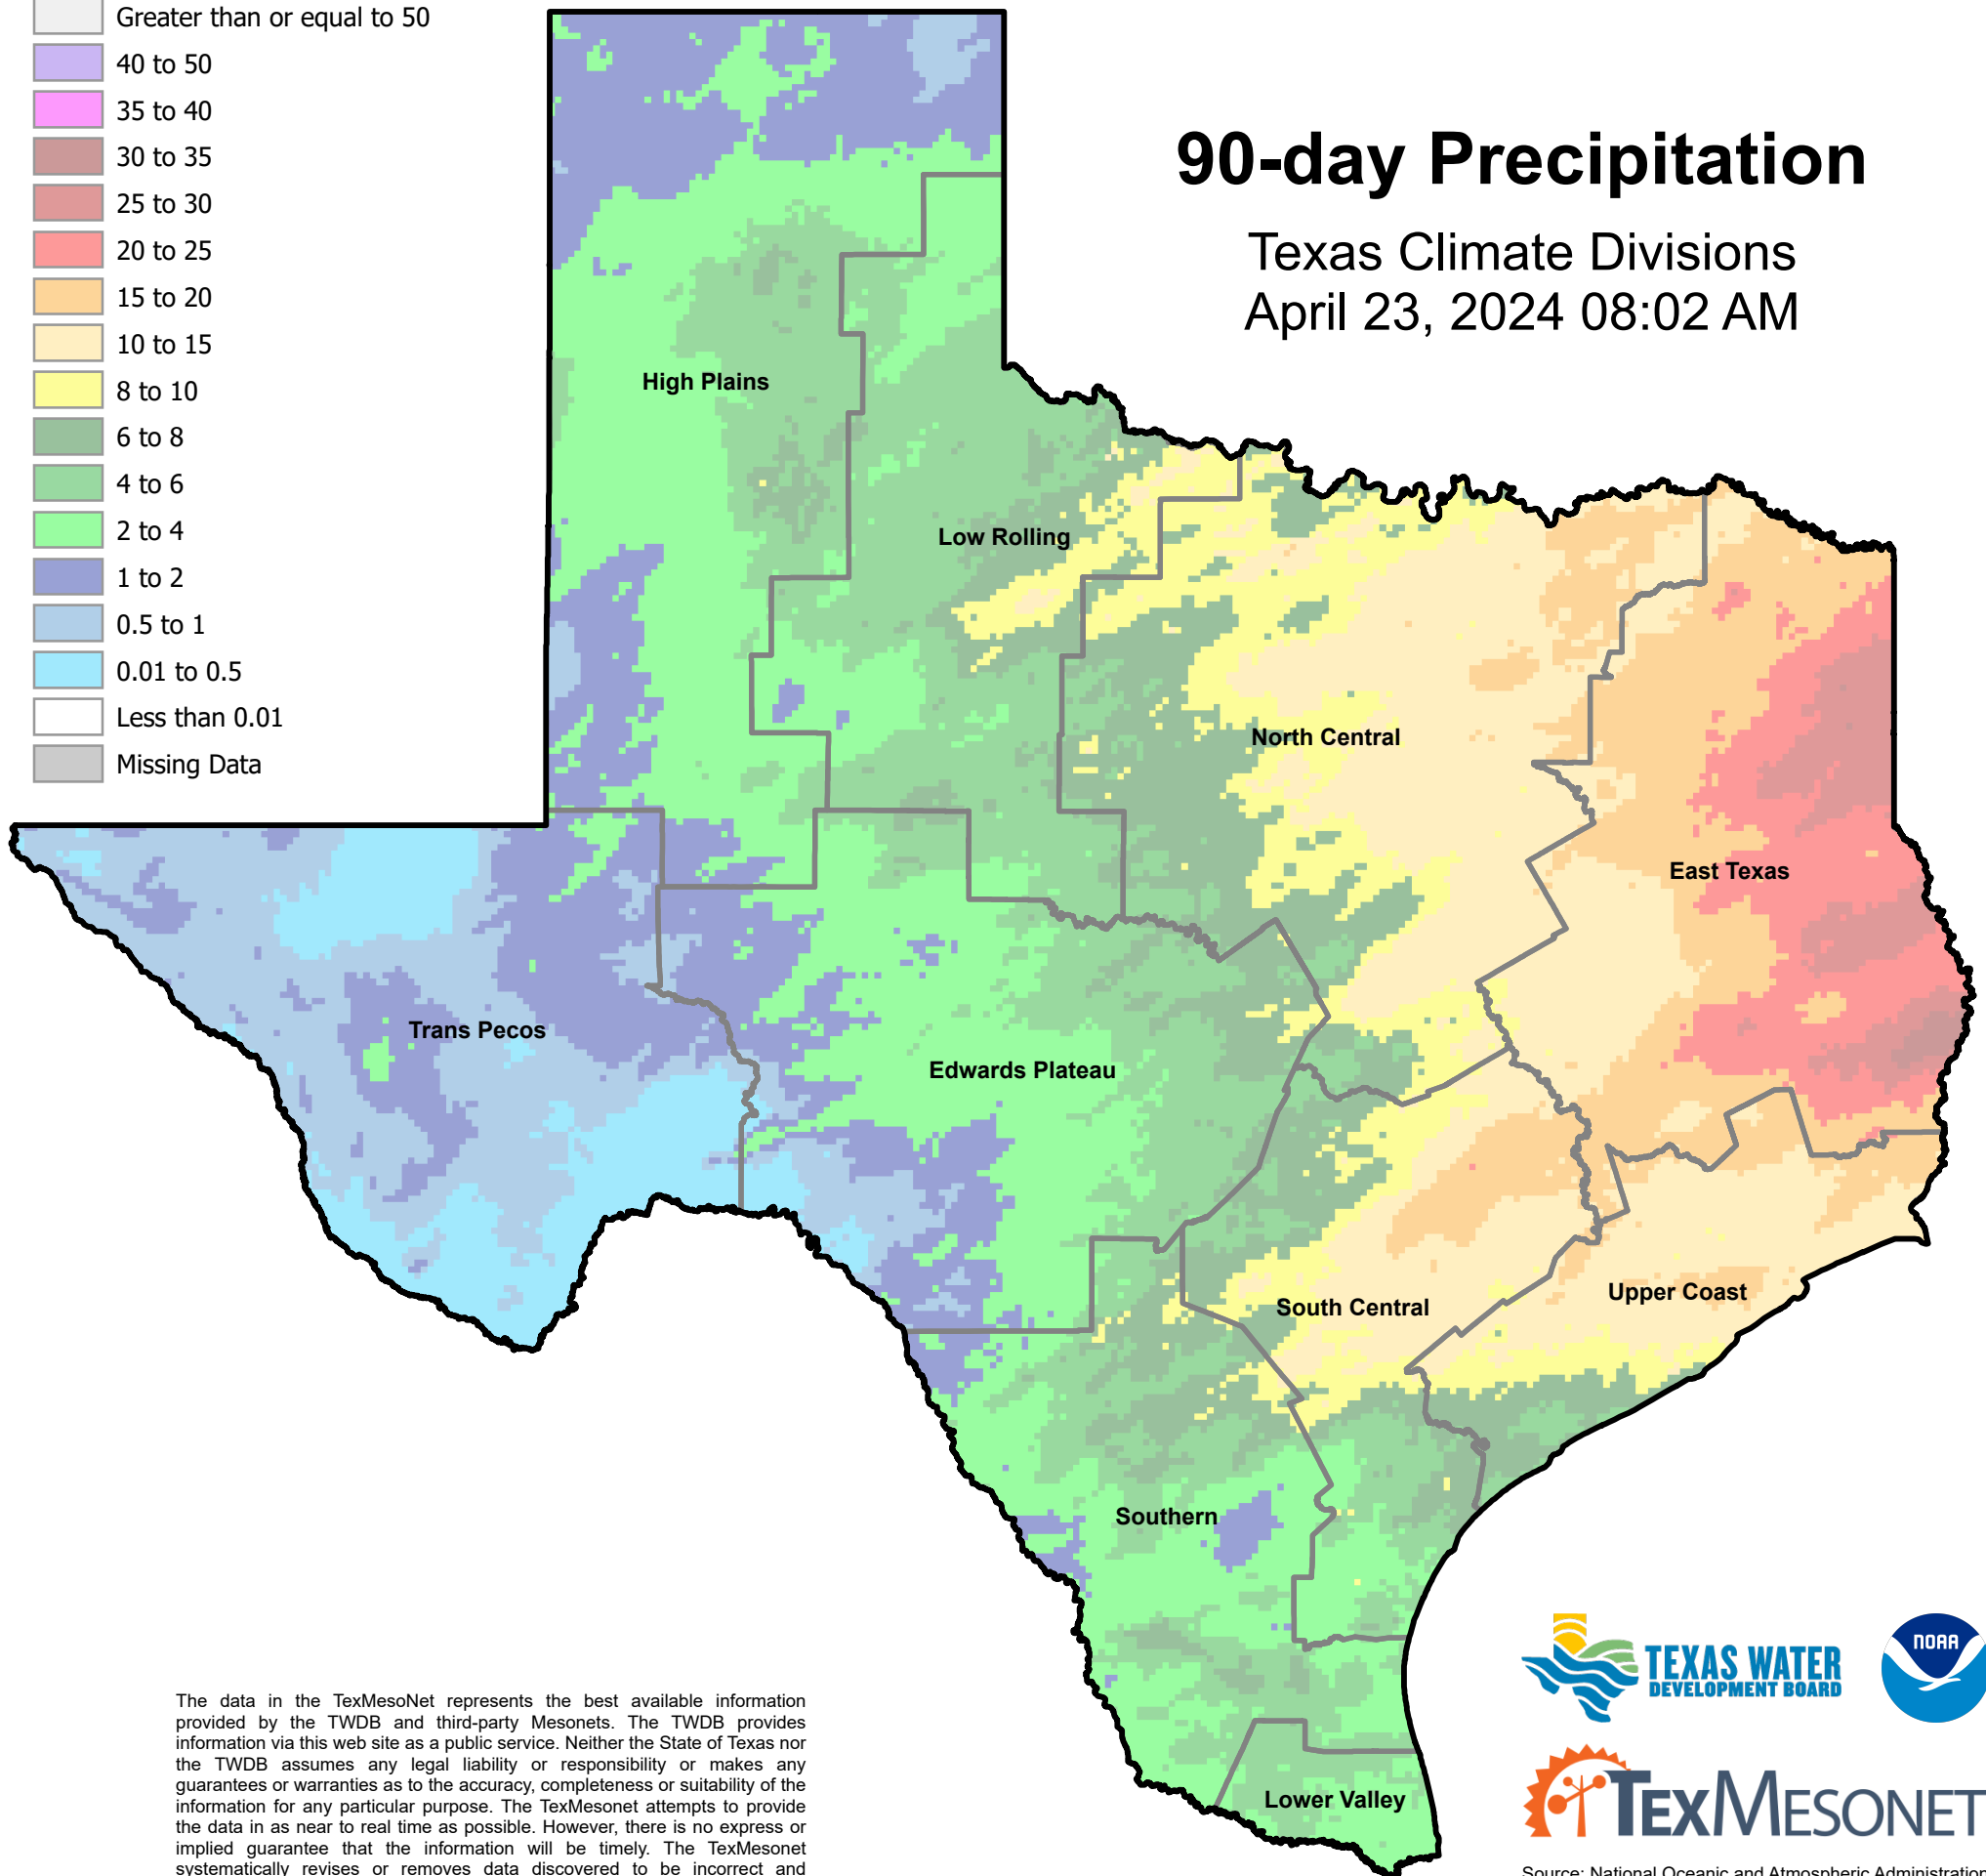 Greater than or equal to 50
40 to 50
35 to 40
30 to 35
25 to 30
20 to 25
15 to 20
10 to 15
8 to 10
6 to 8
4 to 6
2 to 4
1 to 2
0.5 to 1
0.01 to 0.5
Less than 0.01
Missing Data
90-day Precipitation
Texas Climate Divisions
April 23, 2024 08:02 AM
High Plains
Low Rolling
North Central
East Texas
Trans Pecos
Edwards Plateau
South Central
Upper Coast
Southern
Lower Valley
The data in the TexMesoNet represents the best available information
provided by the TWDB and third-party Mesonets. The TWDB provides
information via this web site as a public service. Neither the State of Texas nor
the TWDB assumes any legal liability or responsibility or makes any
guarantees or warranties as to the accuracy, completeness or suitability of the
information for any particular purpose. The TexMesonet attempts to provide
the data in as near to real time as possible. However, there is no express or
implied guarantee that the information will be timely. The TexMesonet
systematically revises or removes data discovered to be incorrect and
TEXAS WATER
DEVELOPMENT BOARD
NOAA
TEXMESONET
Source: National Oceanic and Atmospheric Administration